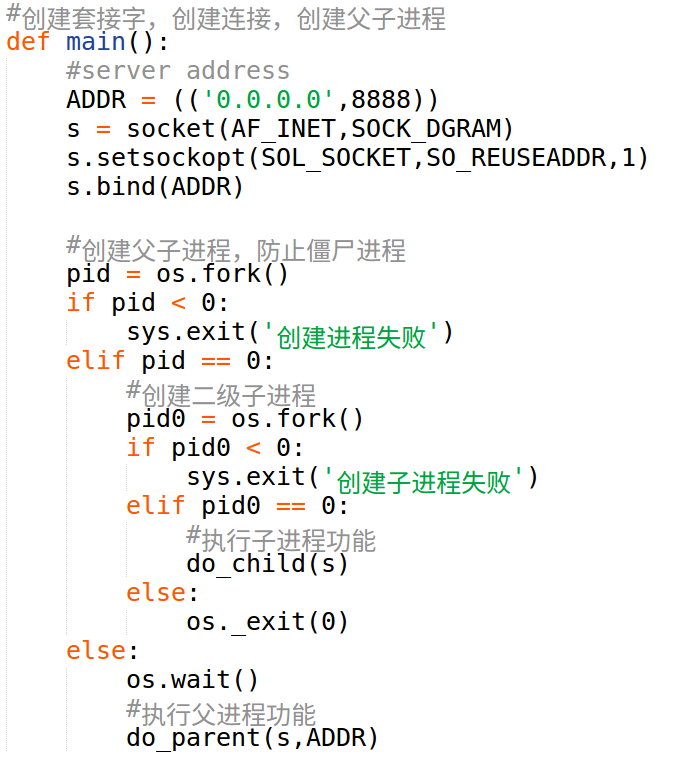 #创建套接字，创建连接，创建父子进程
def main():
    #server address
    ADDR = (('0.0.0.0',8888))
    s = socket(AF_INET,SOCK_DGRAM)
    s.setsockopt(SOL_SOCKET,SO_REUSEADDR,1)
    s.bind(ADDR)

    #创建父子进程，防止僵尸进程
    pid = os.fork()
    if pid < 0:
        sys.exit('创建进程失败')
    elif pid == 0:
        #创建二级子进程
        pid0 = os.fork()
        if pid0 < 0:
            sys.exit('创建子进程失败')
        elif pid0 == 0:
            #执行子进程功能
            do_child(s)
        else:
            os._exit(0)
    else:
        os.wait()
        #执行父进程功能
        do_parent(s,ADDR)